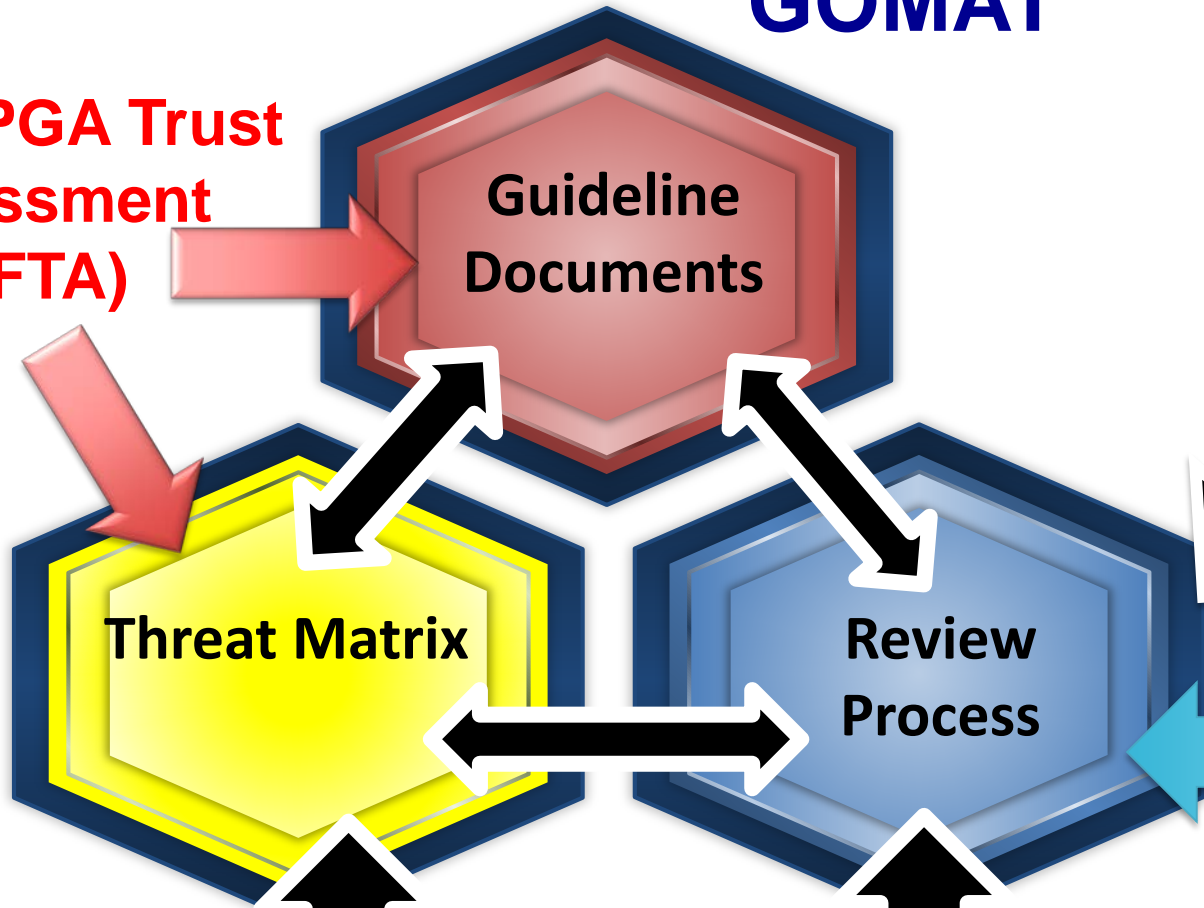 GOMAT
PGA Trust
ssment
FTA)
Guideline
Documents
Threat Matrix
Review
Process